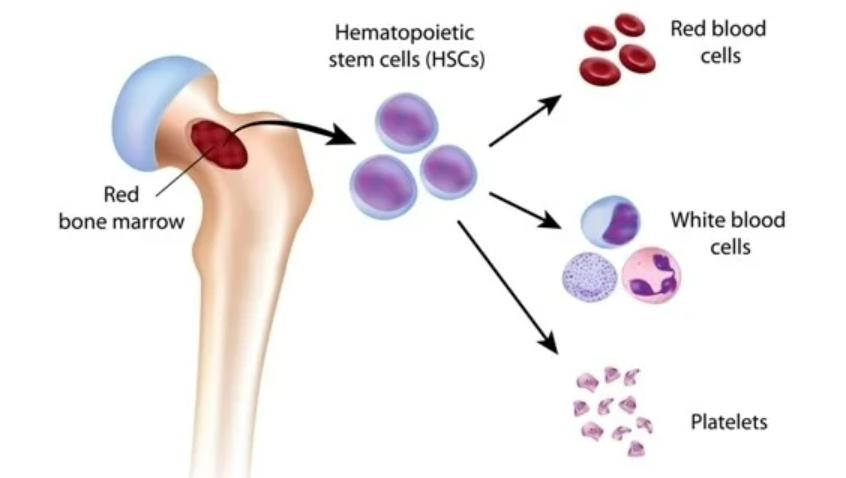 Hematopoietic
stem cells (HSCs)
Red blood
cells
Red
bone marrow
White blood
cells
Platelets